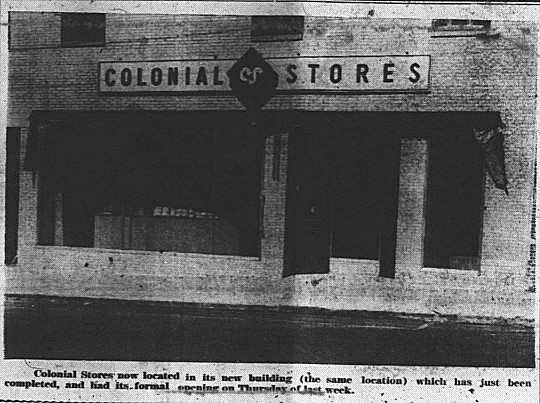 COLONIAL CS STORES
Colonial Stores now located in its new building (the same location) which has just been
completed, and had its formal opening on Thursday of last week.